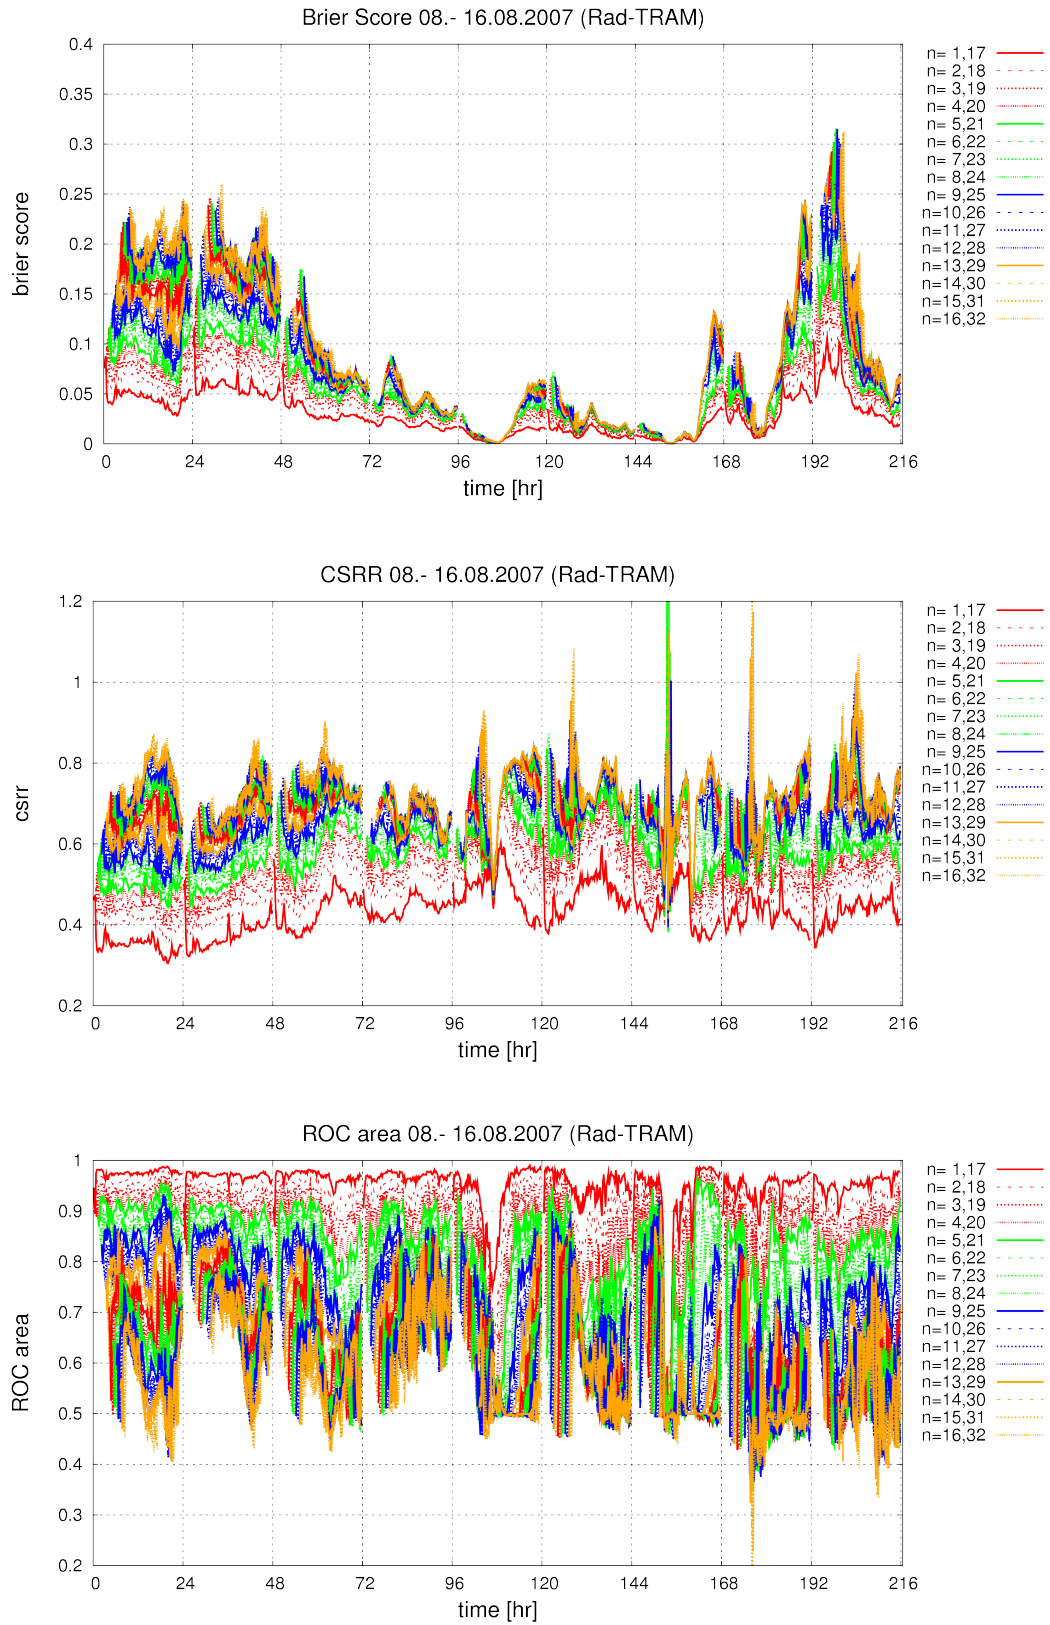 Brier Score 08.- 16.08.2007 (Rad-TRAM)
0.4
0.35
0.3
0.25
0.2
0.15
0.1
0.05
0
brier score
0 24 48 72 96 120 144 168 192 216
time [hr]
n= 1,17
n= 2,18
n= 3,19
n= 4,20
n= 5,21
n= 6,22
n= 7,23
n= 8,24
n= 9,25
n=10,26
n=11,27
n=12,28
n=13,29
n=14,30
n=15,31
n=16,32
CSRR 08.- 16.08.2007 (Rad-TRAM)
1.2
1
0.8
0.6
0.4
0.2
csrr
0 24 48 72 96 120 144 168 192 216
time [hr]
n= 1,17
n= 2,18
n= 3,19
n= 4,20
n= 5,21
n= 6,22
n= 7,23
n= 8,24
n= 9,25
n=10,26
n=11,27
n=12,28
n=13,29
n=14,30
n=15,31
n=16,32
ROC area 08.- 16.08.2007 (Rad-TRAM)
1
0.9
0.8
0.7
0.6
0.5
0.4
0.3
0.2
ROC area
0 24 48 72 96 120 144 168 192 216
time [hr]
n= 1,17
n= 2,18
n= 3,19
n= 4,20
n= 5,21
n= 6,22
n= 7,23
n= 8,24
n= 9,25
n=10,26
n=11,27
n=12,28
n=13,29
n=14,30
n=15,31
n=16,32